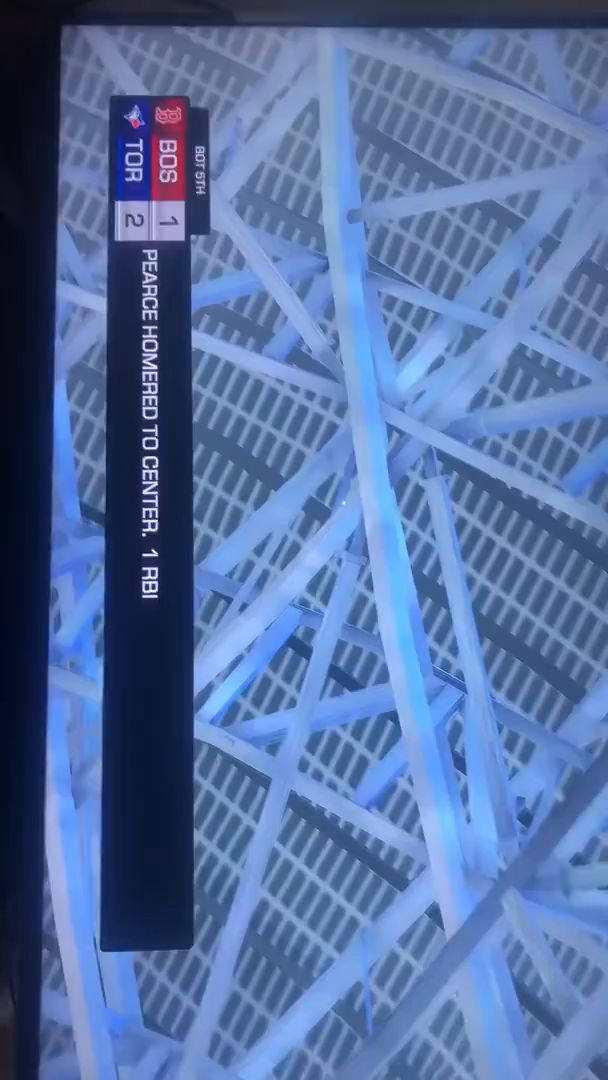 BOT 5TH
BOS 1
TOR 2
PEARCE HOMERED TO CENTER. 1 RBI